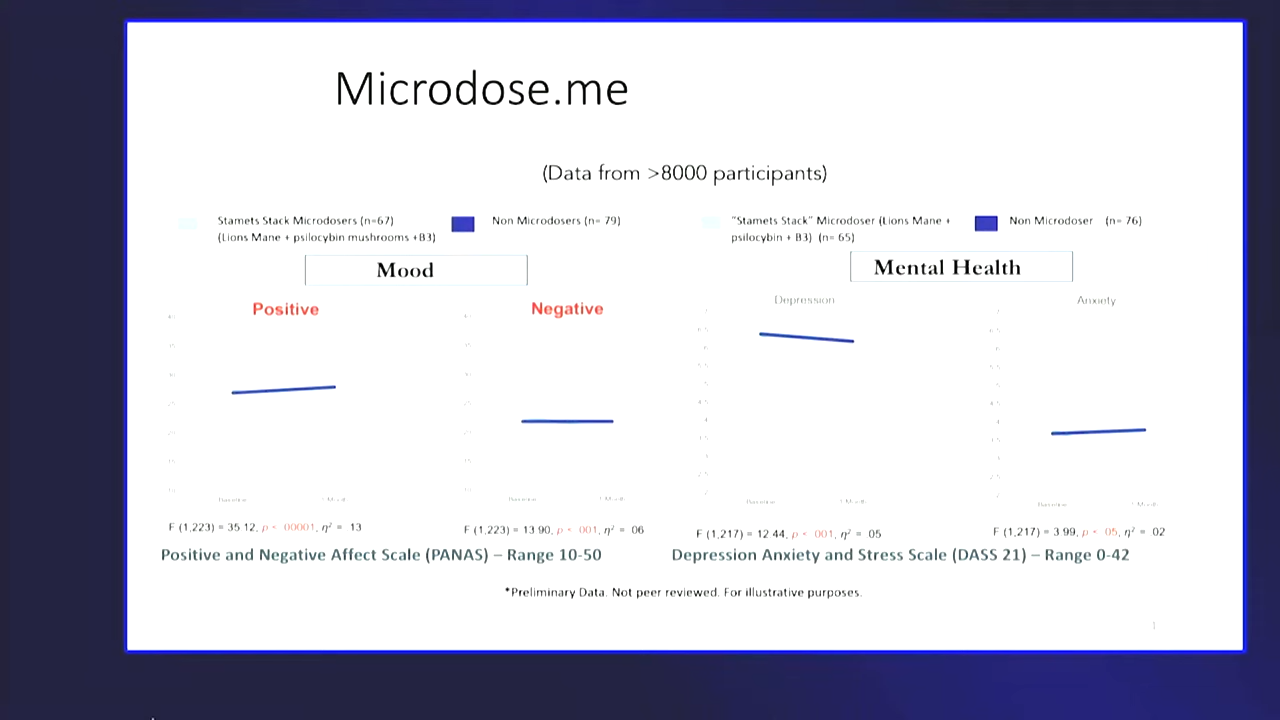 Microdose.me
(Data from >8000 participants)
Stamets Stack Microdosers (n=67)
(Lions Mane + psilocybin mushrooms +B3)
Non Microdosers (n= 79)
"Stamets Stack" Microdoser (Lions Mane +
psilocybin + B3) (n= 65)
Non Microdoser (n= 76)
Mood
Mental Health
Positive
Negative
Depression
Anxiety
Baseline
Baseline
Baseline
Baseline
F (1,223) = 35 12, p < 00001, η² = 13
F (1,223) = 13 90, p < 001, η² = 06
F (1,217) = 12 44, p < 001, η² = 05
F (1,217) = 3 99, p < 05, η² = 02
Positive and Negative Affect Scale (PANAS) – Range 10-50
Depression Anxiety and Stress Scale (DASS 21) – Range 0-42
*Preliminary Data. Not peer reviewed. For illustrative purposes.